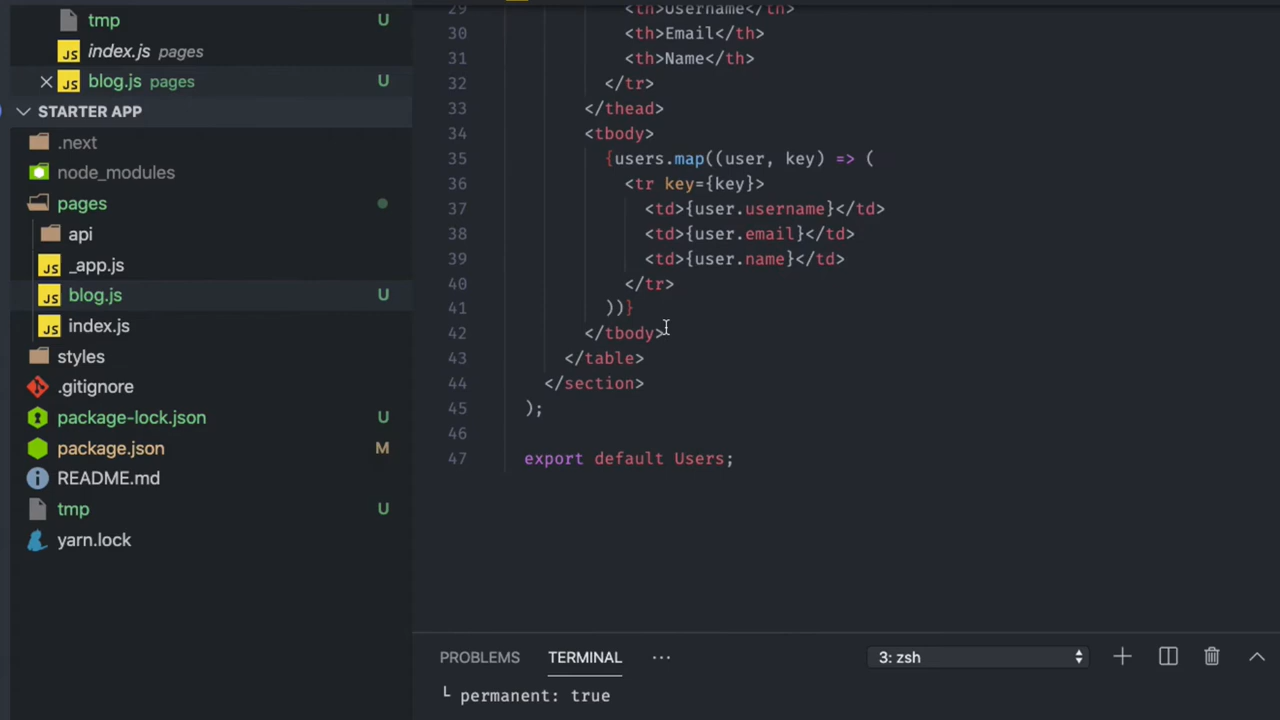 tmp U
JS index.js pages
JS blog.js pages U
STARTER APP
.next
node_modules
pages
api
JS _app.js
JS blog.js U
JS index.js
styles
.gitignore
package-lock.json U
package.json M
README.md
tmp U
yarn.lock
29 <th>Username</th>
30 <th>Email</th>
31 <th>Name</th>
32 </tr>
33 </thead>
34 <tbody>
35 {users.map((user, key) => (
36 <tr key={key}>
37 <td>{user.username}</td>
38 <td>{user.email}</td>
39 <td>{user.name}</td>
40 </tr>
41 ))}
42 </tbody>
43 </table>
44 </section>
45 );
46
47 export default Users;
PROBLEMS TERMINAL ··· 3: zsh
└ permanent: true